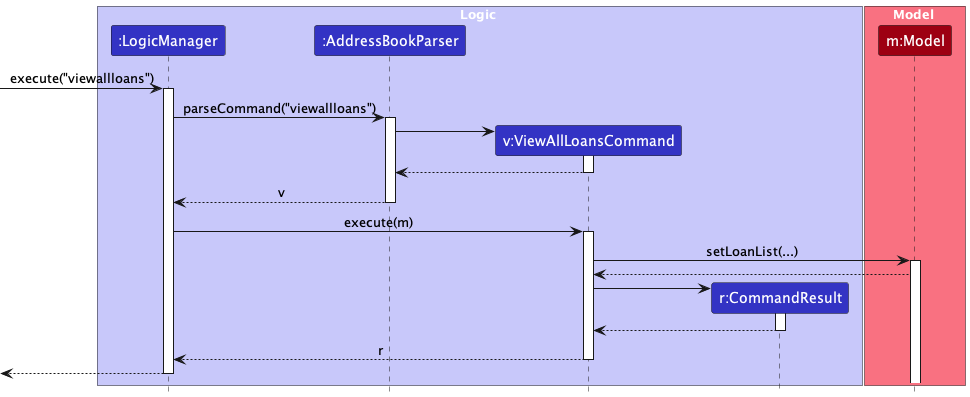 Logic
Model
:LogicManager
:AddressBookParser
m:Model
execute("viewallloans")
parseCommand("viewallloans")
v:ViewAllLoansCommand
v
execute(m)
setLoanList(...)
r:CommandResult
r